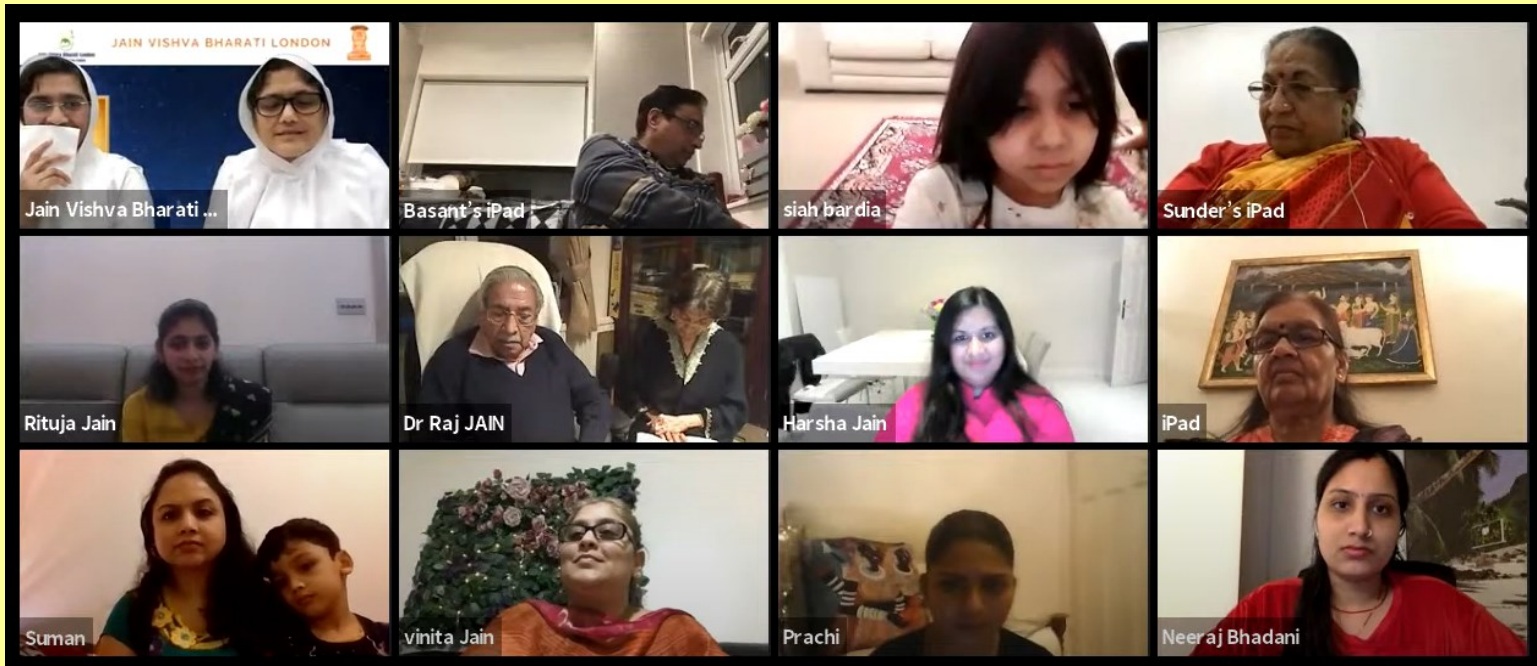 JAIN VISHVA BHARATI LONDON
Jain Vishva Bharati ...
Basant's iPad
siah bardia
Sunder's iPad
Rituja Jain
Dr Raj JAIN
Harsha Jain
iPad
Suman
vinita Jain
Prachi
Neeraj Bhadani